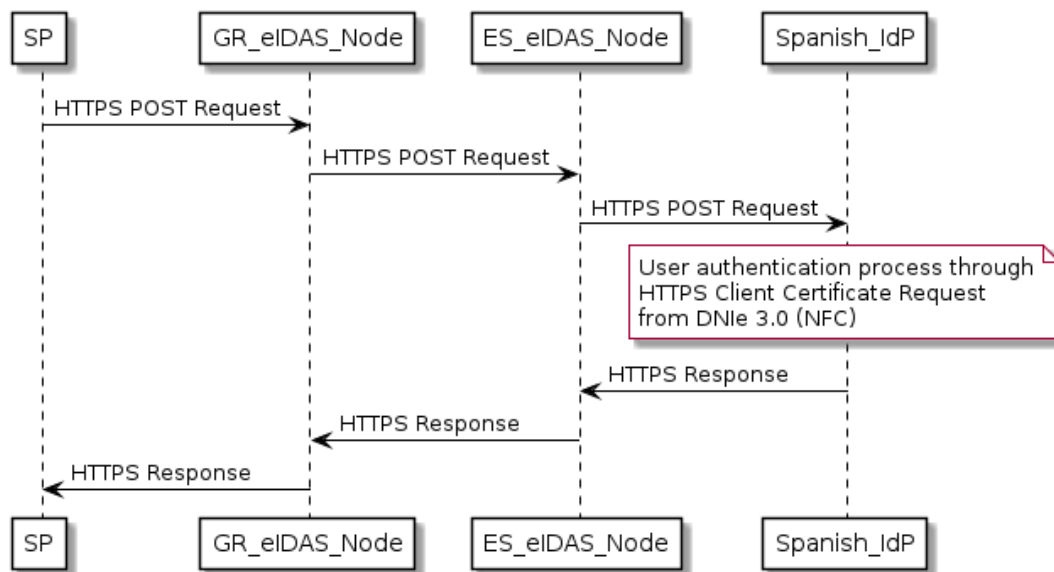 SP
GR_eIDAS_Node
ES_eIDAS_Node
Spanish_IdP
HTTPS POST Request
HTTPS POST Request
HTTPS POST Request
User authentication process through
HTTPS Client Certificate Request
from DNIe 3.0 (NFC)
HTTPS Response
HTTPS Response
HTTPS Response
SP
GR_eIDAS_Node
ES_eIDAS_Node
Spanish_IdP